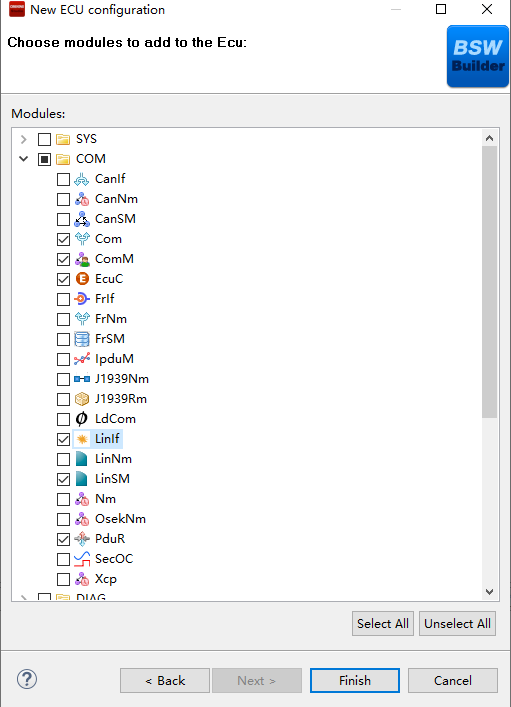 New ECU configuration
Choose modules to add to the Ecu:
BSW
Builder
Modules:
SYS
COM
CanIf
CanNm
CanSM
Com
ComM
EcuC
FrIf
FrNm
FrSM
IpduM
J1939Nm
J1939Rm
LdCom
LinIf
LinNm
LinSM
Nm
OsekNm
PduR
SecOC
Xcp
DIAG
Select All Unselect All
? < Back Next > Finish Cancel